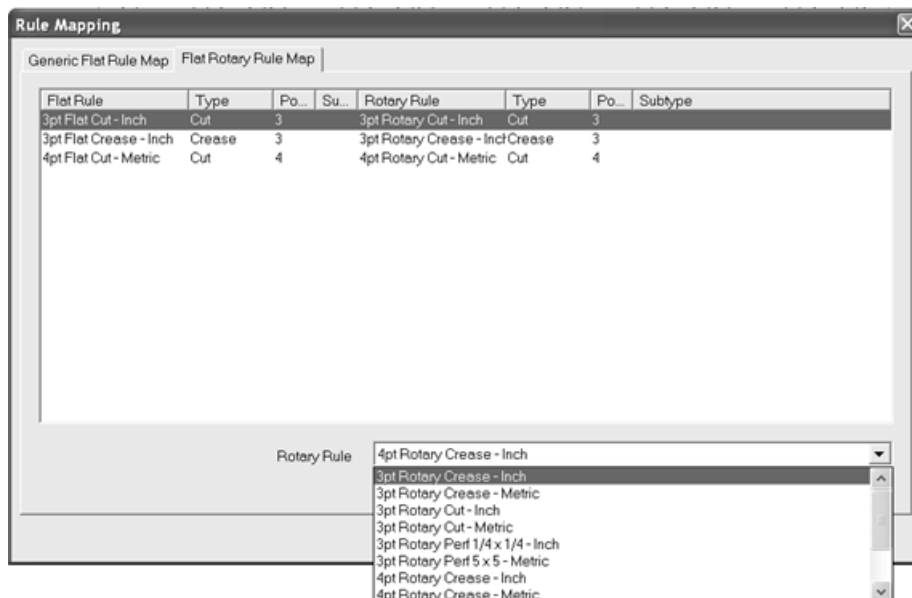 Rule Mapping
Generic Flat Rule Map Flat Rotary Rule Map
Flat Rule Type Po... Su... Rotary Rule Type Po... Subtype
3pt Flat Cut - Inch Cut 3 3pt Rotary Cut - Inch Cut 3
3pt Flat Crease - Inch Crease 3 3pt Rotary Crease - Incl Crease 3
4pt Flat Cut - Metric Cut 4 4pt Rotary Cut - Metric Cut 4
Rotary Rule 4pt Rotary Crease - Inch
3pt Rotary Crease - Inch
3pt Rotary Crease - Metric
3pt Rotary Cut - Inch
3pt Rotary Cut - Metric
3pt Rotary Perf 1/4 x 1/4 - Inch
3pt Rotary Perf 5 x 5 - Metric
4pt Rotary Crease - Inch
4pt Rotary Crease - Metric